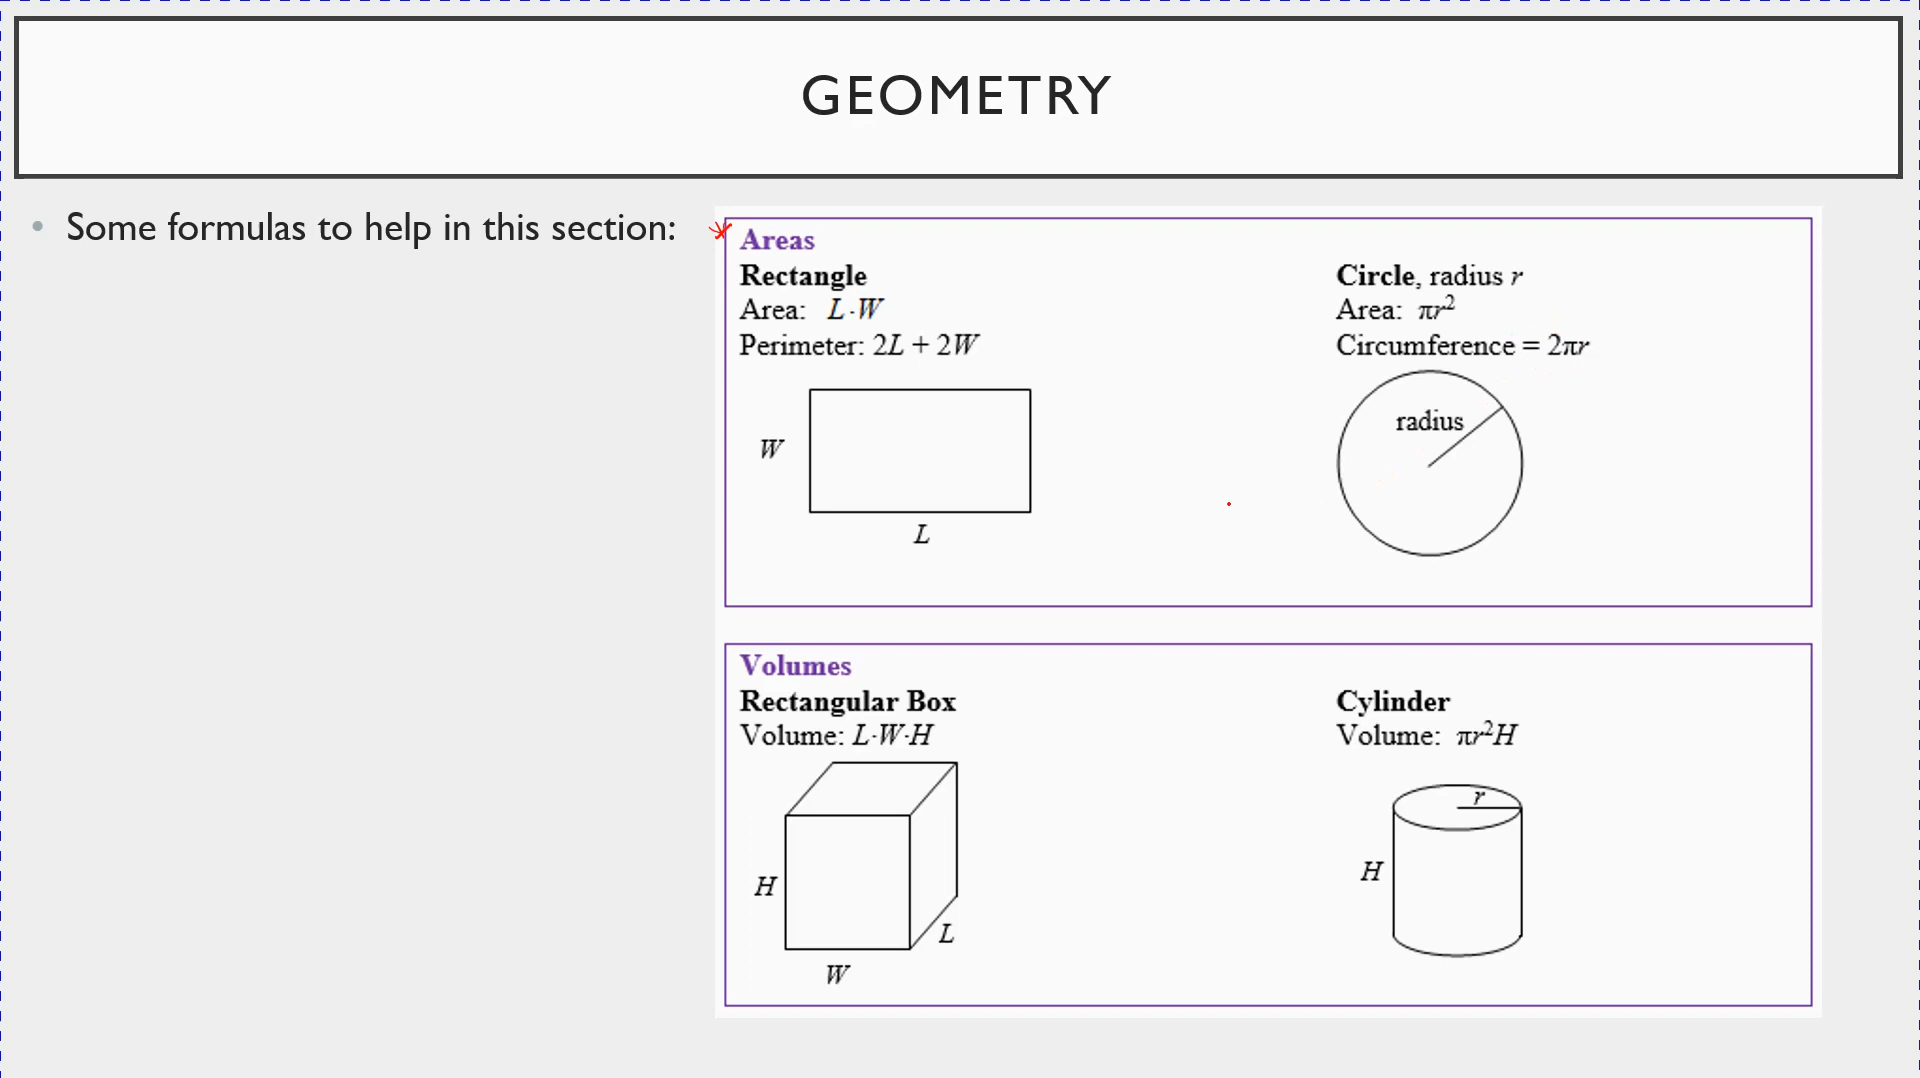 GEOMETRY
• Some formulas to help in this section:
Areas
Rectangle
Area: L·W
Perimeter: 2L + 2W
W
L
Circle, radius r
Area: πr²
Circumference = 2πr
radius
Volumes
Rectangular Box
Volume: L·W·H
H
L
W
Cylinder
Volume: πr²H
r
H